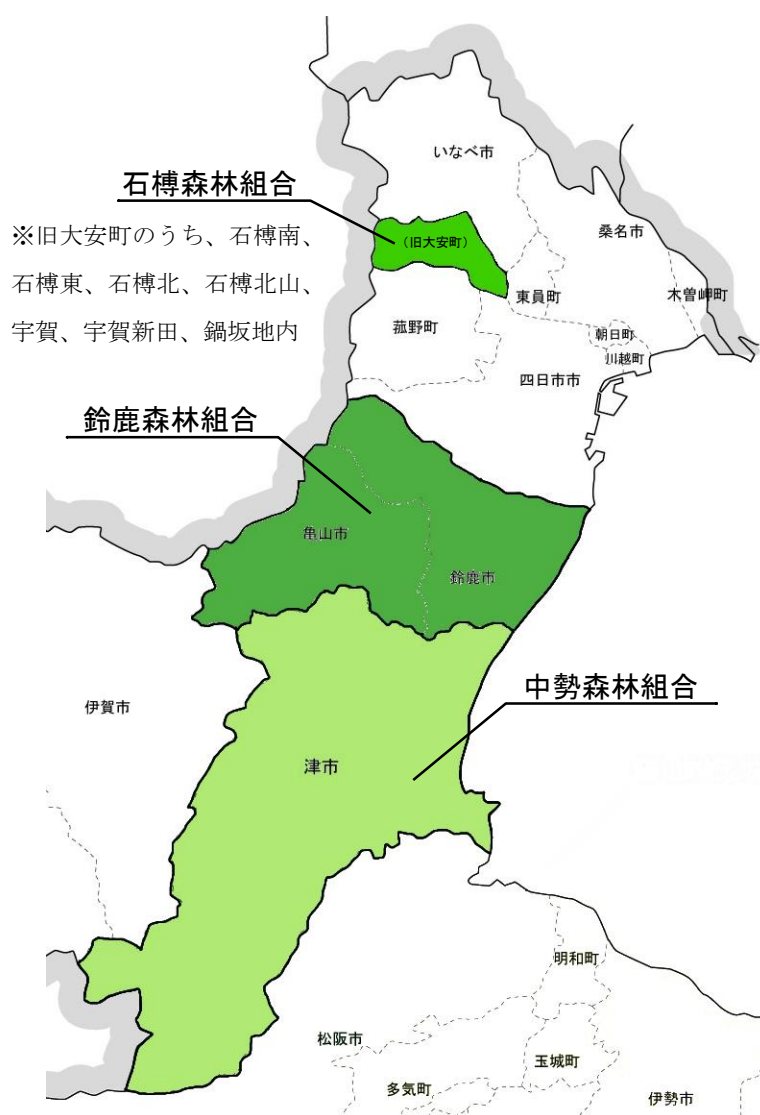 いなべ市
石榑森林組合
※旧大安町のうち、石榑南、
石榑東、石榑北、石榑北山、
宇賀、宇賀新田、鍋坂地内
（旧大安町）
桑名市
東員町
木曽岬町
菰野町
朝日町
川越町
四日市市
鈴鹿森林組合
亀山市
鈴鹿市
中勢森林組合
伊賀市
津市
明和町
松阪市
玉城町
多気町
伊勢市